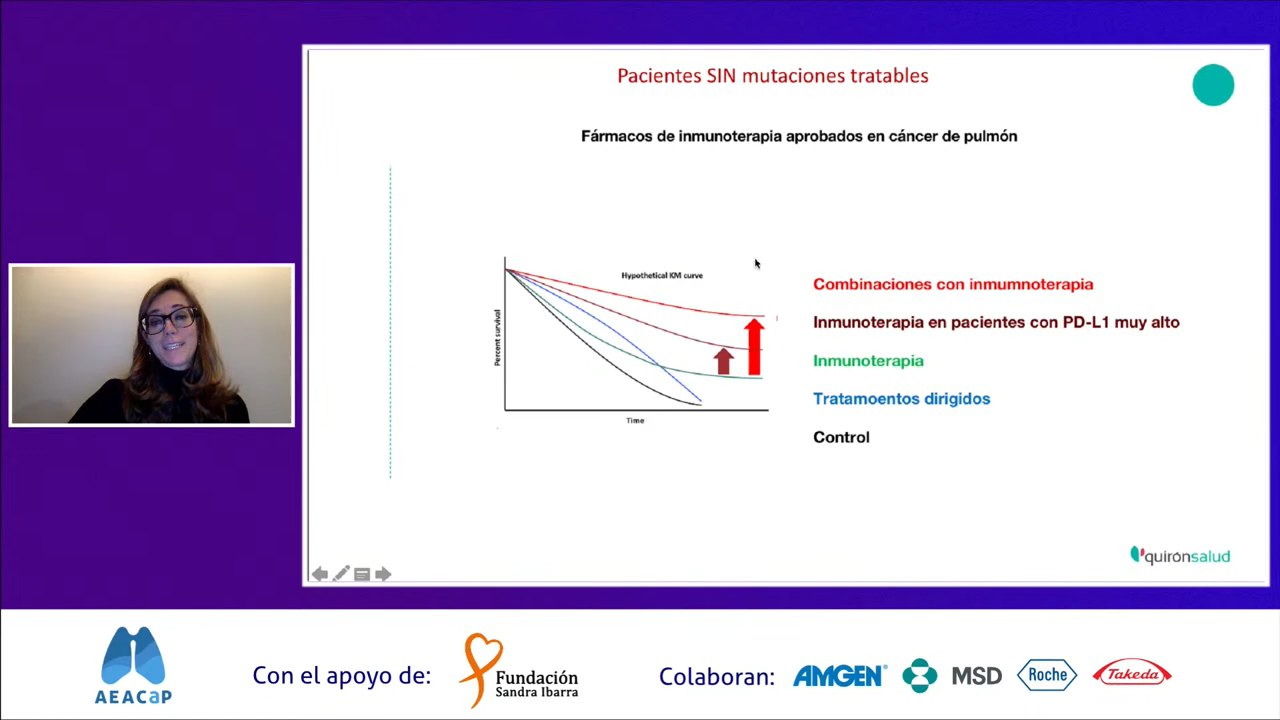 Pacientes SIN mutaciones tratables
Fármacos de inmunoterapia aprobados en cáncer de pulmón
Hypothetical KM curve
Percent survival
Time
Combinaciones con inmumnoterapia
Inmunoterapia en pacientes con PD-L1 muy alto
Inmunoterapia
Tratamoentos dirigidos
Control
quirónsalud
AEACaP
Con el apoyo de:
Fundación
Sandra Ibarra
Colaboran:
AMGEN®
MSD
Roche
Takeda